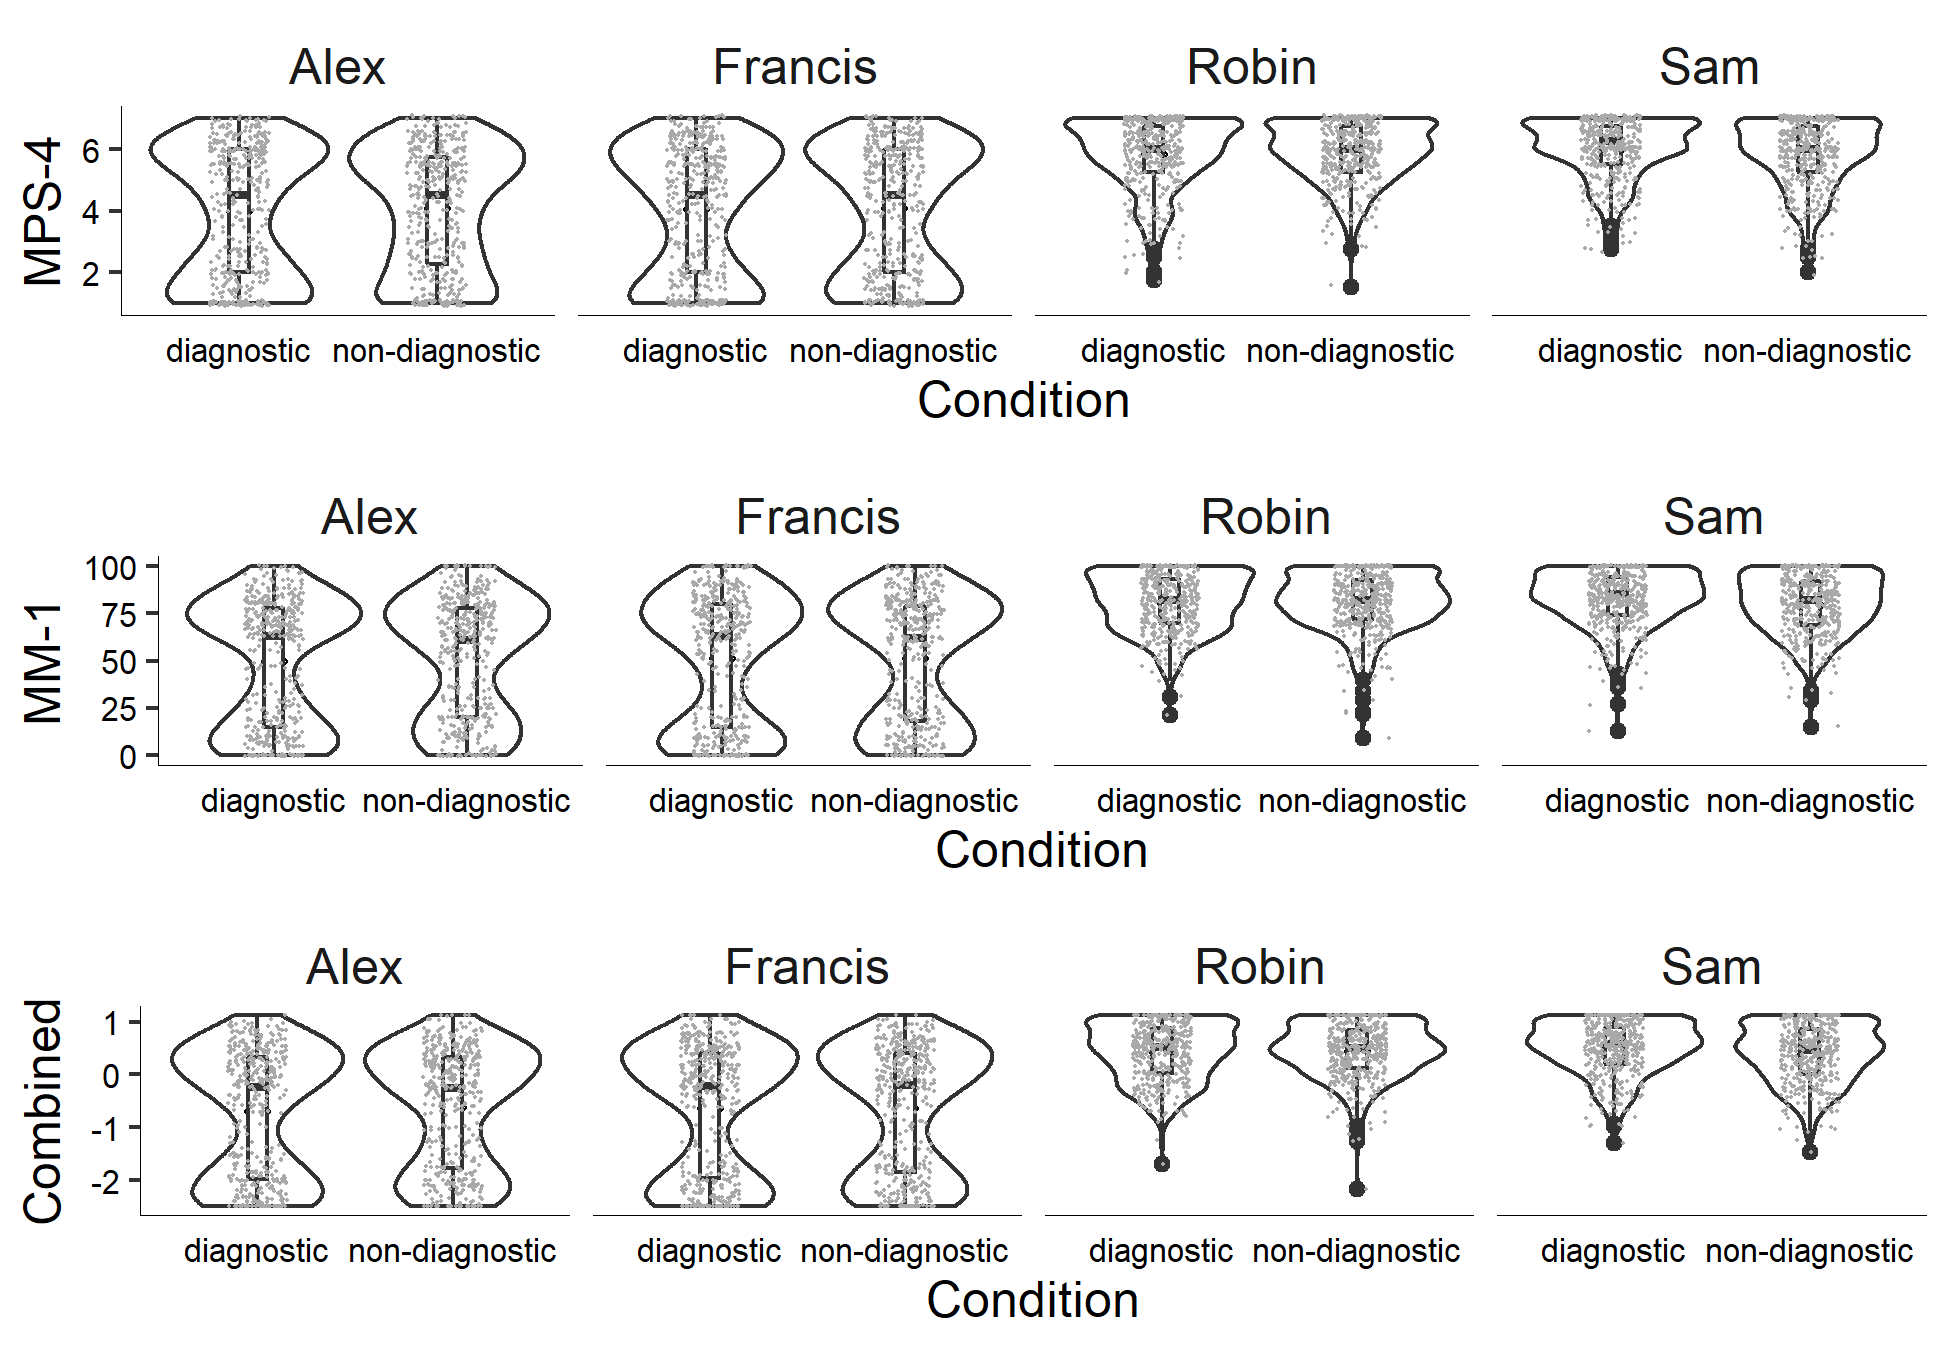 Alex Francis Robin Sam
MPS-4
6
4
2
diagnostic non-diagnostic diagnostic non-diagnostic diagnostic non-diagnostic diagnostic non-diagnostic
Condition
Alex Francis Robin Sam
MM-1
100
75
50
25
0
diagnostic non-diagnostic diagnostic non-diagnostic diagnostic non-diagnostic diagnostic non-diagnostic
Condition
Alex Francis Robin Sam
Combined
1
0
-1
-2
diagnostic non-diagnostic diagnostic non-diagnostic diagnostic non-diagnostic diagnostic non-diagnostic
Condition